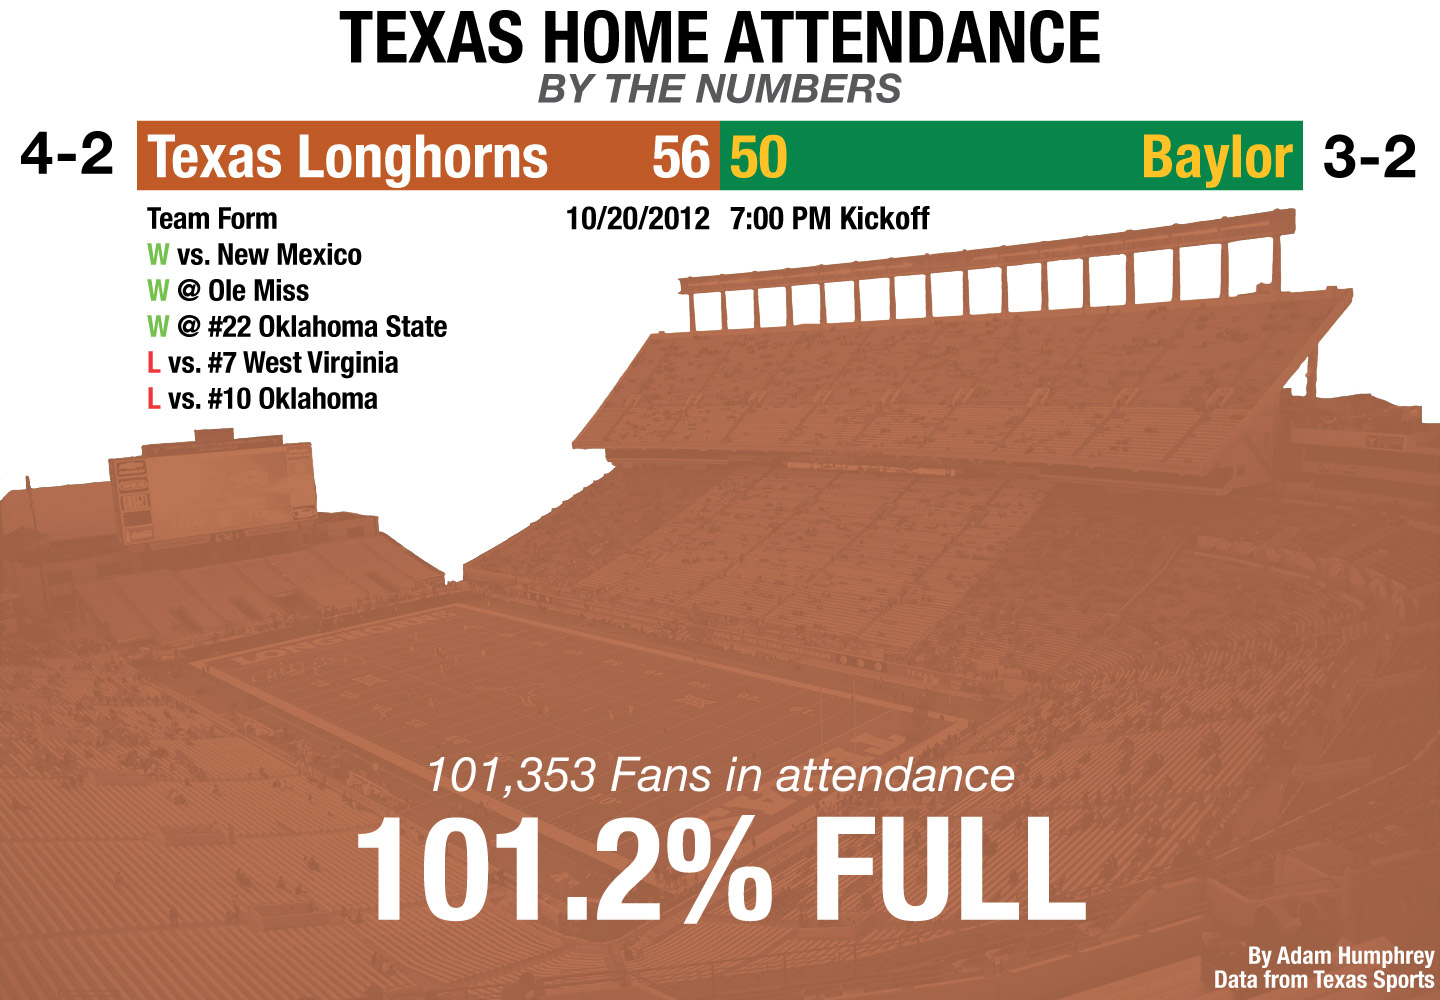 TEXAS HOME ATTENDANCE
BY THE NUMBERS
4-2 Texas Longhorns 56 50 Baylor 3-2
Team Form 10/20/2012 7:00 PM Kickoff
W vs. New Mexico
W @ Ole Miss
W @ #22 Oklahoma State
L vs. #7 West Virginia
L vs. #10 Oklahoma
LONGHORNS
TEXAS
101,353 Fans in attendance
101.2% FULL
By Adam Humphrey
Data from Texas Sports